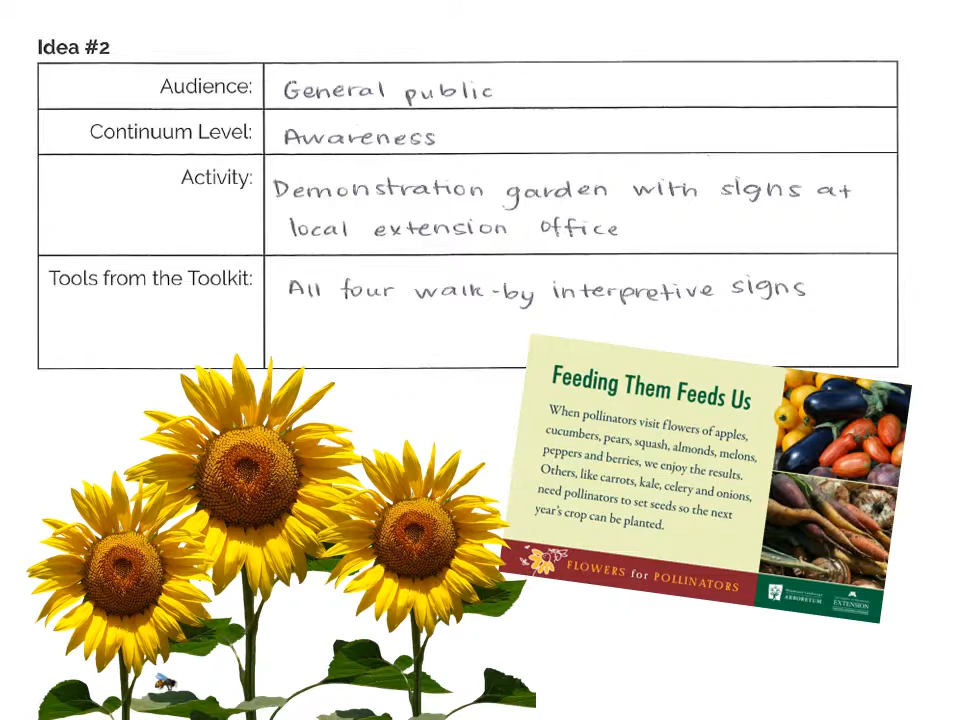 Idea #2
Audience: General public
Continuum Level: Awareness
Activity: Demonstration garden with signs at
local extension office
Tools from the Toolkit: All four walk-by interpretive signs
Feeding Them Feeds Us
When pollinators visit flowers of apples,
cucumbers, pears, squash, almonds, melons,
peppers and berries, we enjoy the results.
Others, like carrots, kale, celery and onions,
need pollinators to set seeds so the next
year's crop can be planted.
FLOWERS for POLLINATORS
ARBORETUM
EXTENSION